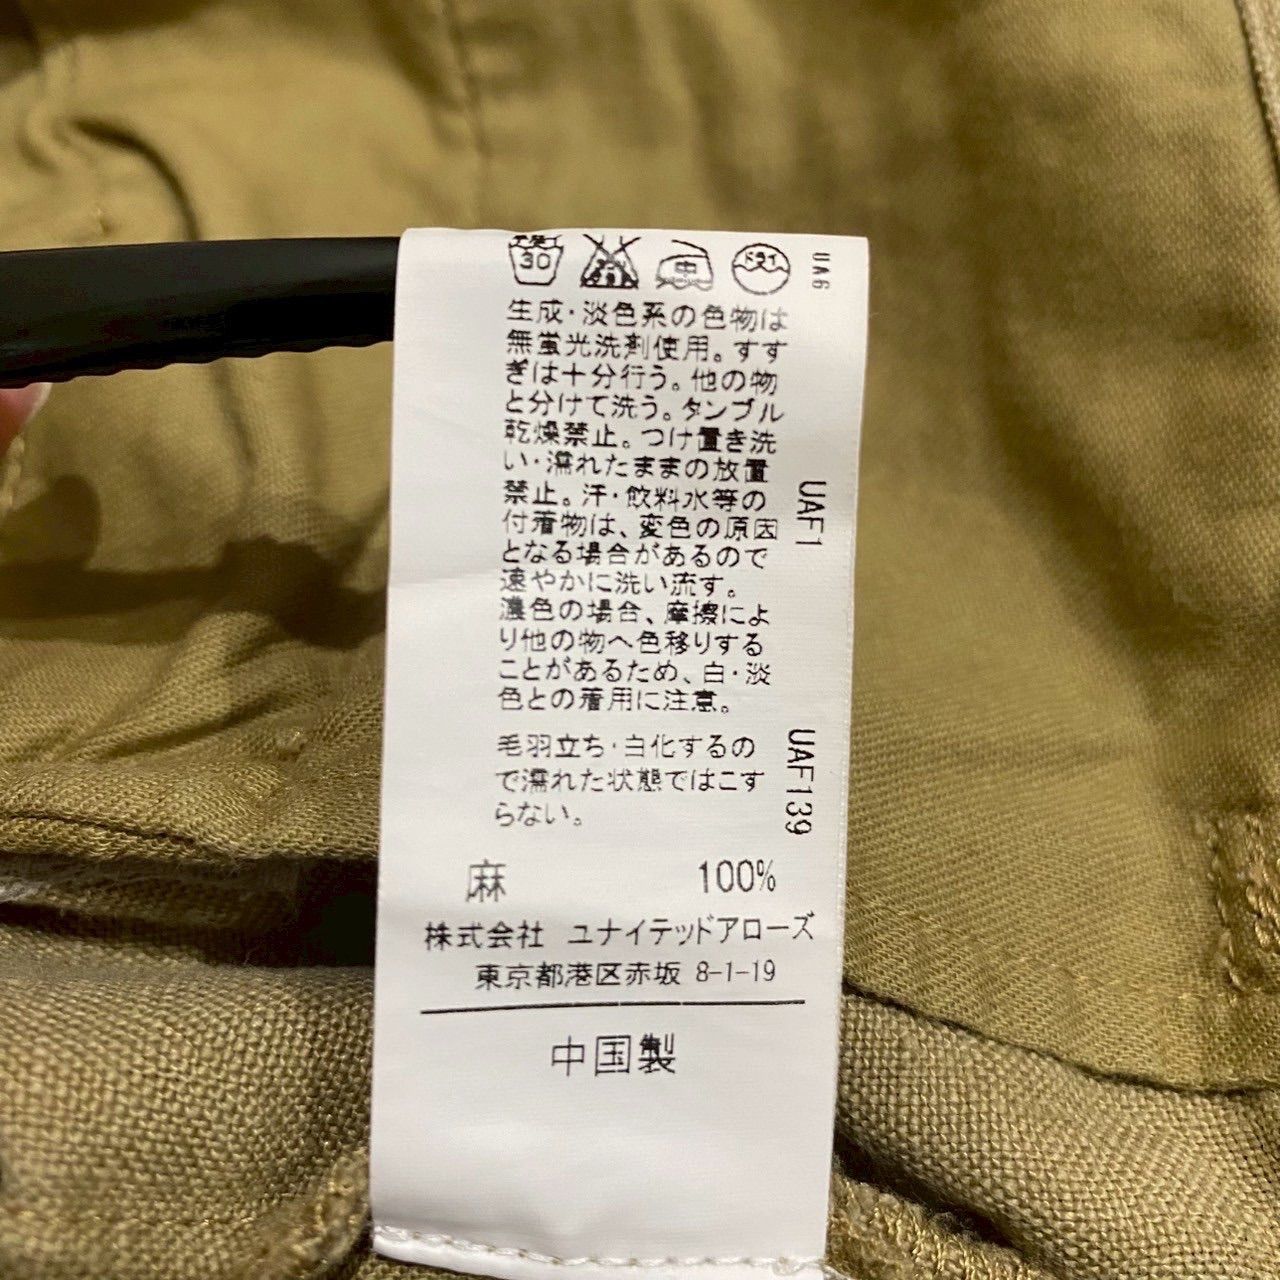 手洗イ
30
中
ドライ
UA6
生成・淡色系の色物は
無蛍光洗剤使用。すす
ぎは十分行う。他の物
と分けて洗う。タンブル
乾燥禁止。つけ置き洗
い・濡れたままの放置
禁止。汗・飲料水等の
付着物は、変色の原因
となる場合があるので
速やかに洗い流す。
濃色の場合、摩擦によ
り他の物へ色移りする
ことがあるため、白・淡
色との着用に注意。
UAF1
毛羽立ち・白化するの
で濡れた状態ではこす
らない。
UAF139
麻 100%
株式会社 ユナイテッドアローズ
東京都港区赤坂 8-1-19
中国製